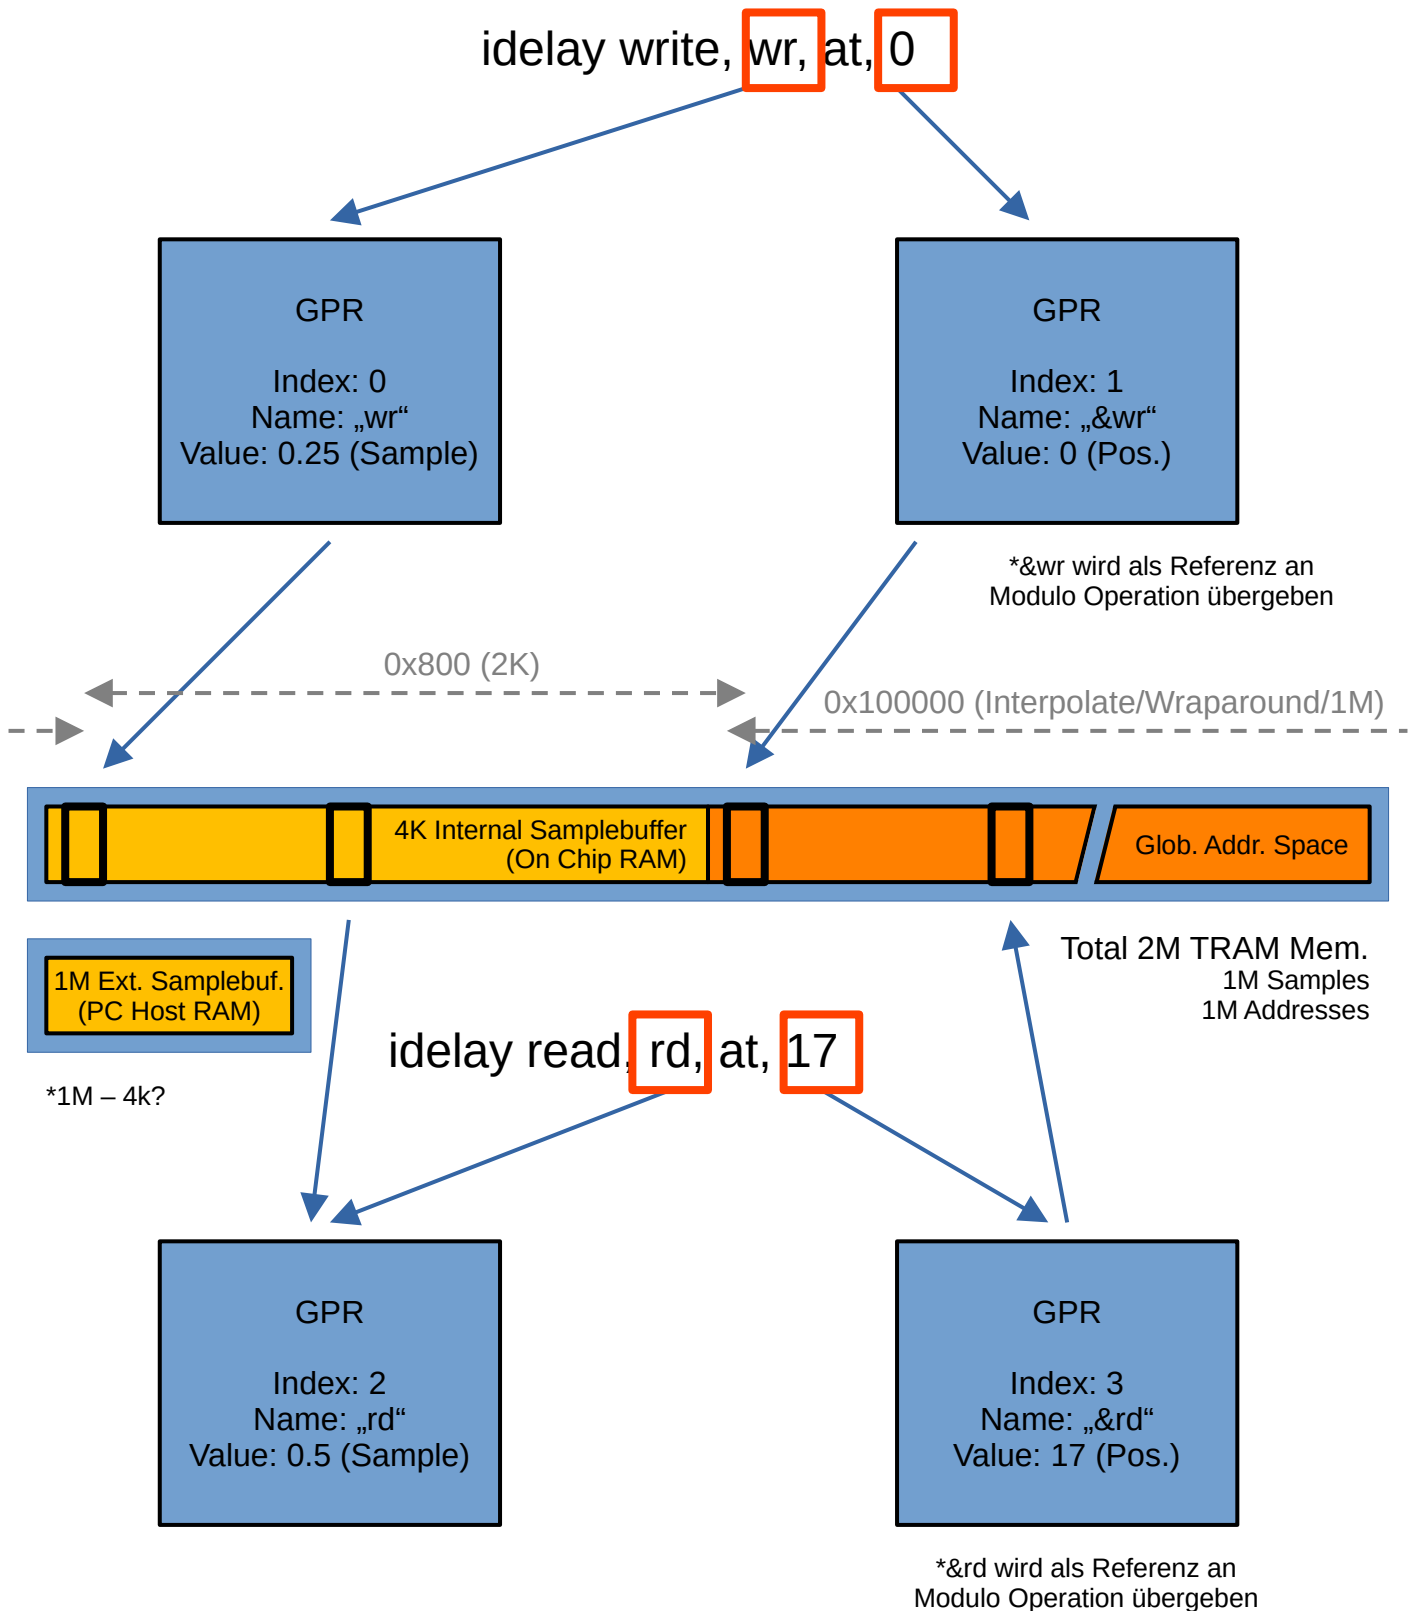 idelay write, wr, at, 0
GPR
Index: 0
Name: „wr“
Value: 0.25 (Sample)
GPR
Index: 1
Name: „&wr“
Value: 0 (Pos.)
*&wr wird als Referenz an
Modulo Operation übergeben
0x800 (2K)
0x100000 (Interpolate/Wraparound/1M)
4K Internal Samplebuffer
(On Chip RAM)
Glob. Addr. Space
1M Ext. Samplebuf.
(PC Host RAM)
Total 2M TRAM Mem.
1M Samples
1M Addresses
*1M – 4k?
idelay read, rd, at, 17
GPR
Index: 2
Name: „rd“
Value: 0.5 (Sample)
GPR
Index: 3
Name: „&rd“
Value: 17 (Pos.)
*&rd wird als Referenz an
Modulo Operation übergeben